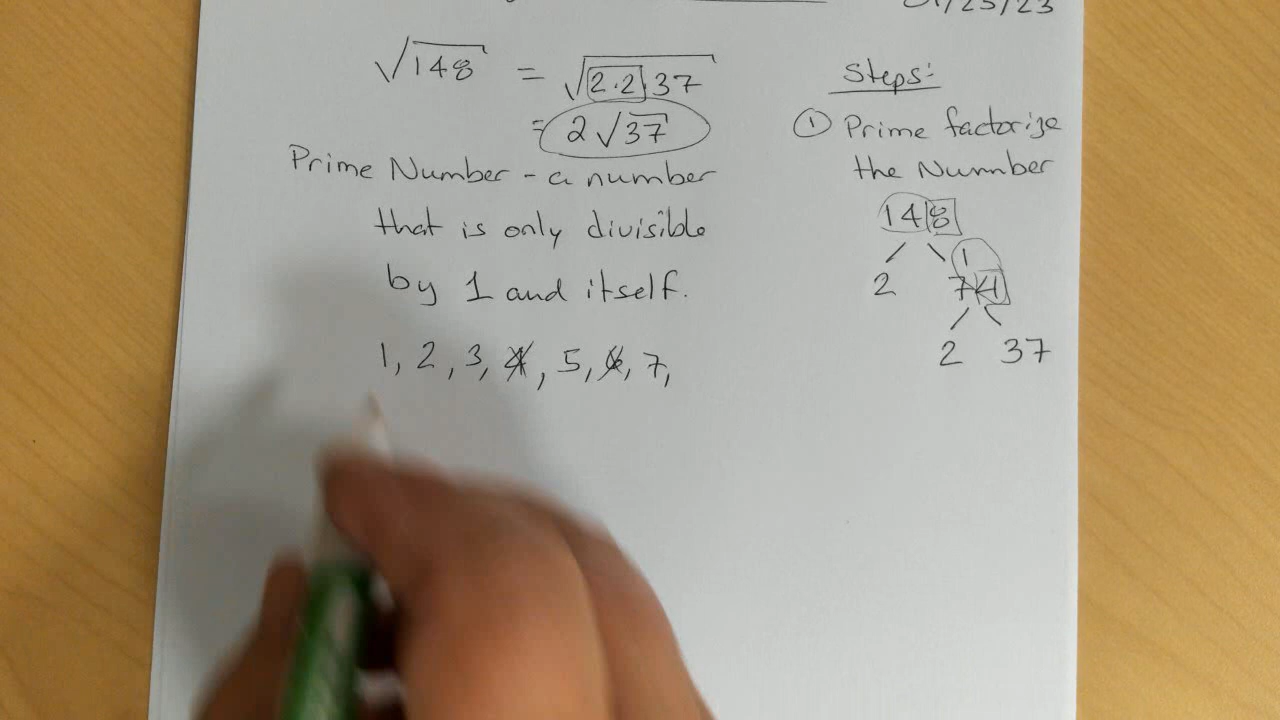 √148 = √2·2 37
= 2√37
Prime Number - a number
that is only divisible
by 1 and itself.
1, 2, 3, 4, 5, 6, 7,
Steps:
① Prime factorize
the Number
148
1
2 74
2 37